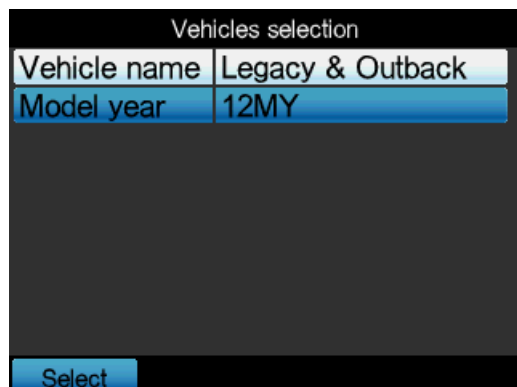 Vehicles selection
Vehicle name Legacy & Outback
Model year 12MY
Select